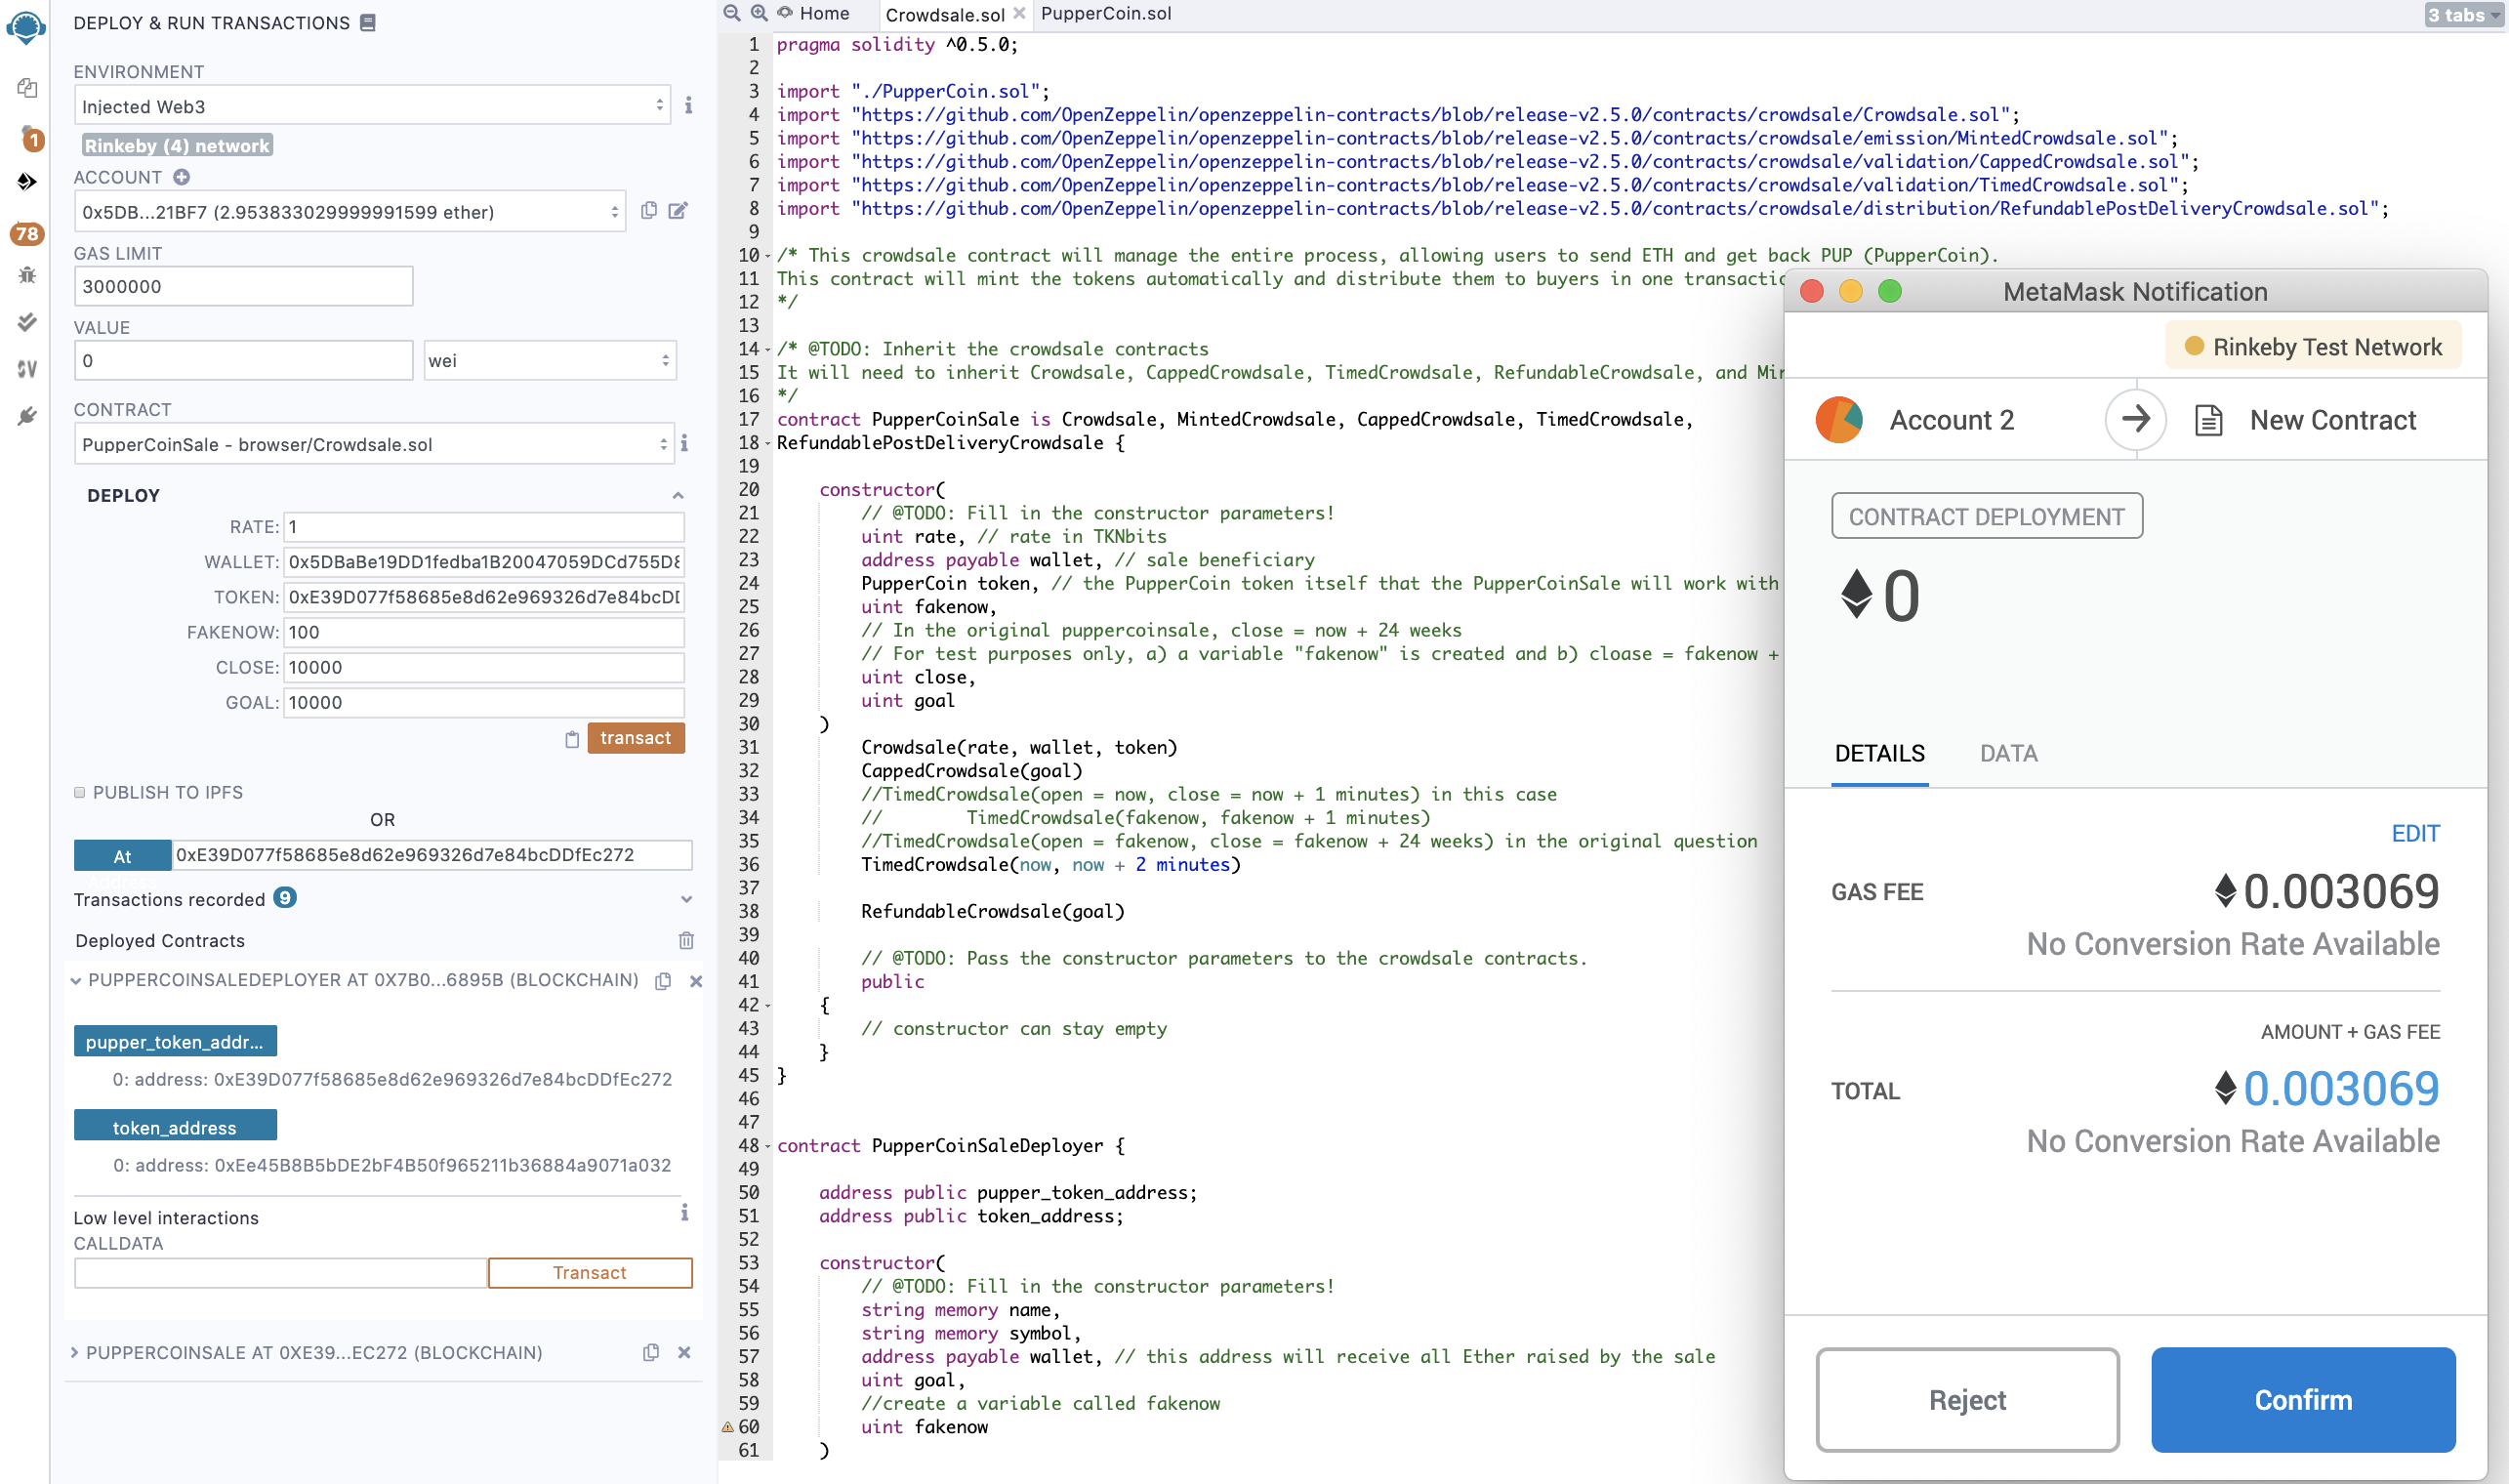 DEPLOY & RUN TRANSACTIONS
ENVIRONMENT
Injected Web3
Rinkeby (4) network
ACCOUNT
0x5DB...21BF7 (2.953833029999991599 ether)
GAS LIMIT
3000000
VALUE
0
wei
CONTRACT
PupperCoinSale - browser/Crowdsale.sol
DEPLOY
RATE: 1
WALLET: 0x5DBaBe19DD1fedba1B20047059DCd755D
TOKEN: 0xE39D077f58685e8d62e969326d7e84bcD
FAKENOW: 100
CLOSE: 10000
GOAL: 10000
transact
PUBLISH TO IPFS
OR
At
0xE39D077f58685e8d62e969326d7e84bcDDfEc272
Transactions recorded 9
Deployed Contracts
PUPPERCOINSALEDEPLOYER AT 0X7B0...6895B (BLOCKCHAIN)
pupper_token_addr...
0: address: 0xE39D077f58685e8d62e969326d7e84bcDDfEc272
token_address
0: address: 0xEe45B8B5bDE2bF4B50f965211b36884a9071a032
Low level interactions
CALLDATA
Transact
PUPPERCOINSALE AT 0XE39...EC272 (BLOCKCHAIN)
1
78
Home
Crowdsale.sol
PupperCoin.sol
3 tabs
1 pragma solidity ^0.5.0;
2
3 import "./PupperCoin.sol";
4 import "https://github.com/OpenZeppelin/openzeppelin-contracts/blob/release-v2.5.0/contracts/crowdsale/Crowdsale.sol";
5 import "https://github.com/OpenZeppelin/openzeppelin-contracts/blob/release-v2.5.0/contracts/crowdsale/emission/MintedCrowdsale.sol";
6 import "https://github.com/OpenZeppelin/openzeppelin-contracts/blob/release-v2.5.0/contracts/crowdsale/validation/CappedCrowdsale.sol";
7 import "https://github.com/OpenZeppelin/openzeppelin-contracts/blob/release-v2.5.0/contracts/crowdsale/validation/TimedCrowdsale.sol";
8 import "https://github.com/OpenZeppelin/openzeppelin-contracts/blob/release-v2.5.0/contracts/crowdsale/distribution/RefundablePostDeliveryCrowdsale.sol";
9
10 /* This crowdsale contract will manage the entire process, allowing users to send ETH and get back PUP (PupperCoin).
11 This contract will mint the tokens automatically and distribute them to buyers in one transactio
12 */
13
14 /* @TODO: Inherit the crowdsale contracts
15 It will need to inherit Crowdsale, CappedCrowdsale, TimedCrowdsale, RefundableCrowdsale, and Mi
16 */
17 contract PupperCoinSale is Crowdsale, MintedCrowdsale, CappedCrowdsale, TimedCrowdsale,
18 RefundablePostDeliveryCrowdsale {
19
20 constructor(
21 // @TODO: Fill in the constructor parameters!
22 uint rate, // rate in TKNbits
23 address payable wallet, // sale beneficiary
24 PupperCoin token, // the PupperCoin token itself that the PupperCoinSale will work with
25 uint fakenow,
26 // In the original puppercoinsale, close = now + 24 weeks
27 // For test purposes only, a) a variable "fakenow" is created and b) cloase = fakenow +
28 uint close,
29 uint goal
30 )
31 Crowdsale(rate, wallet, token)
32 CappedCrowdsale(goal)
33 //TimedCrowdsale(open = now, close = now + 1 minutes) in this case
34 // TimedCrowdsale(fakenow, fakenow + 1 minutes)
35 //TimedCrowdsale(open = fakenow, close = fakenow + 24 weeks) in the original question
36 TimedCrowdsale(now, now + 2 minutes)
37
38 RefundableCrowdsale(goal)
39
40 // @TODO: Pass the constructor parameters to the crowdsale contracts.
41 public
42 {
43 // constructor can stay empty
44 }
45 }
46
47
48 contract PupperCoinSaleDeployer {
49
50 address public pupper_token_address;
51 address public token_address;
52
53 constructor(
54 // @TODO: Fill in the constructor parameters!
55 string memory name,
56 string memory symbol,
57 address payable wallet, // this address will receive all Ether raised by the sale
58 uint goal,
59 //create a variable called fakenow
60 uint fakenow
61 )
MetaMask Notification
Rinkeby Test Network
Account 2
New Contract
CONTRACT DEPLOYMENT
0
DETAILS
DATA
EDIT
GAS FEE
0.003069
No Conversion Rate Available
AMOUNT + GAS FEE
TOTAL
0.003069
No Conversion Rate Available
Reject
Confirm